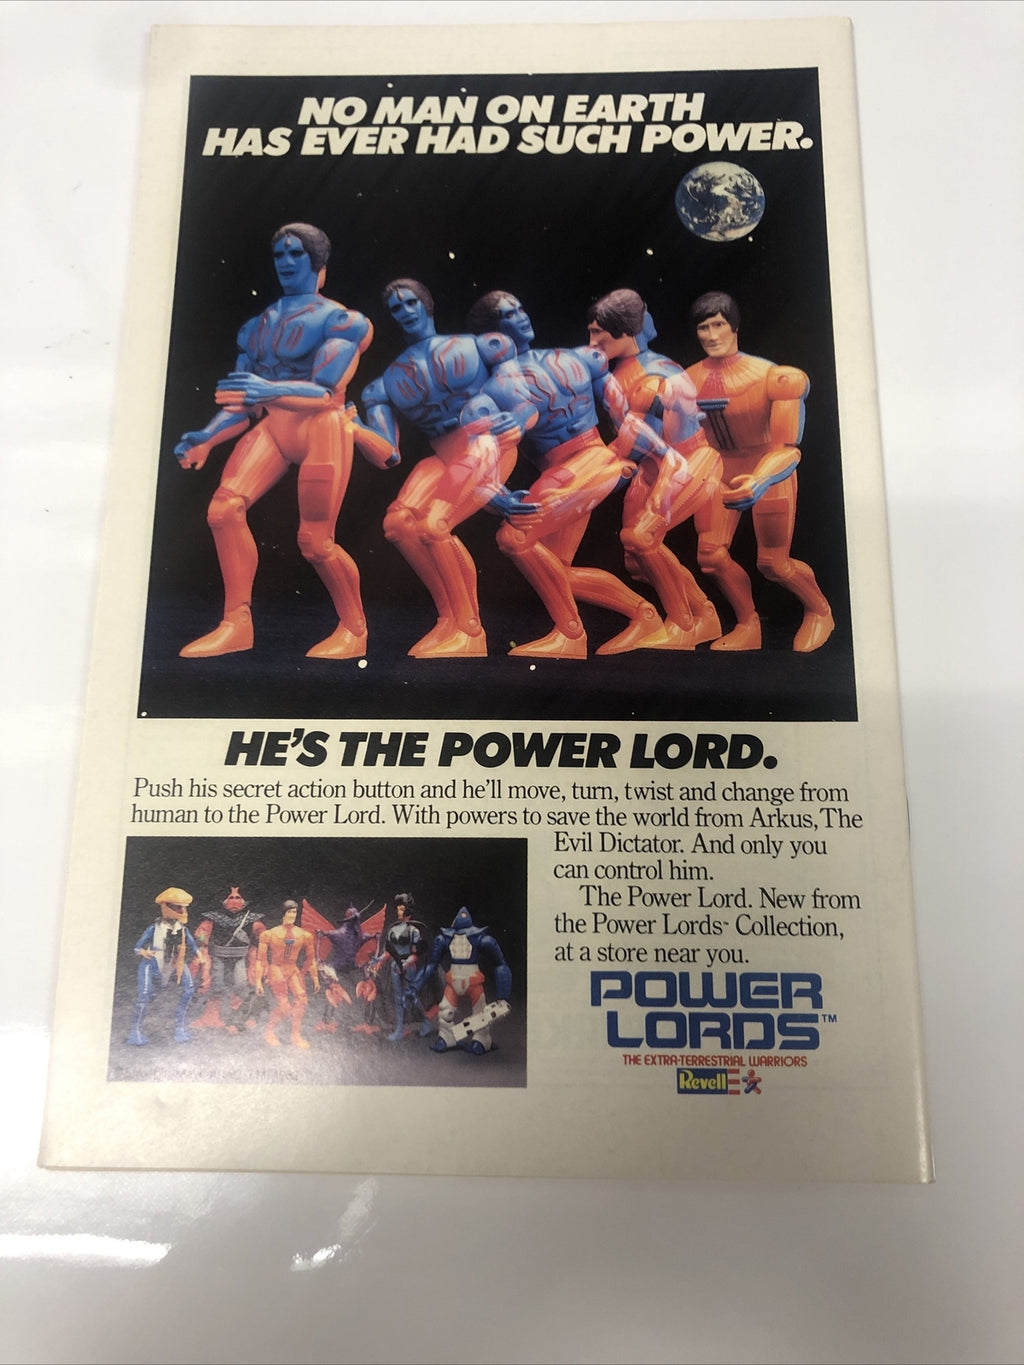 NO MAN ON EARTH
HAS EVER HAD SUCH POWER.
HE'S THE POWER LORD.
Push his secret action button and he'll move, turn, twist and change from
human to the Power Lord. With powers to save the world from Arkus, The
Evil Dictator. And only you
can control him.
The Power Lord. New from
the Power Lords™ Collection,
at a store near you.
POWER
LORDS™
THE EXTRA-TERRESTRIAL WARRIORS
Revell